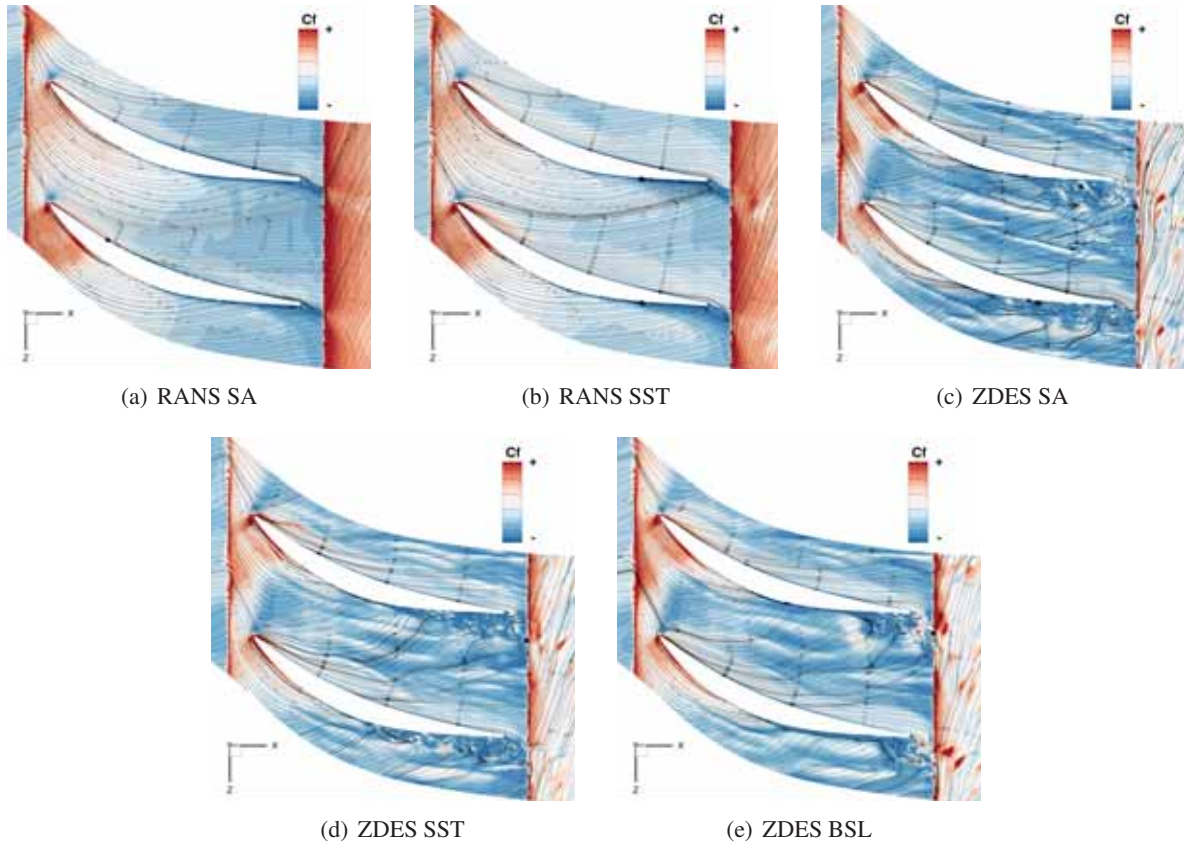 Cf
+
-
X
Z
(a) RANS SA
Cf
+
-
X
Z
(b) RANS SST
Cf
+
-
X
Z
(c) ZDES SA
Cf
+
-
X
Z
(d) ZDES SST
Cf
+
-
X
Z
(e) ZDES BSL